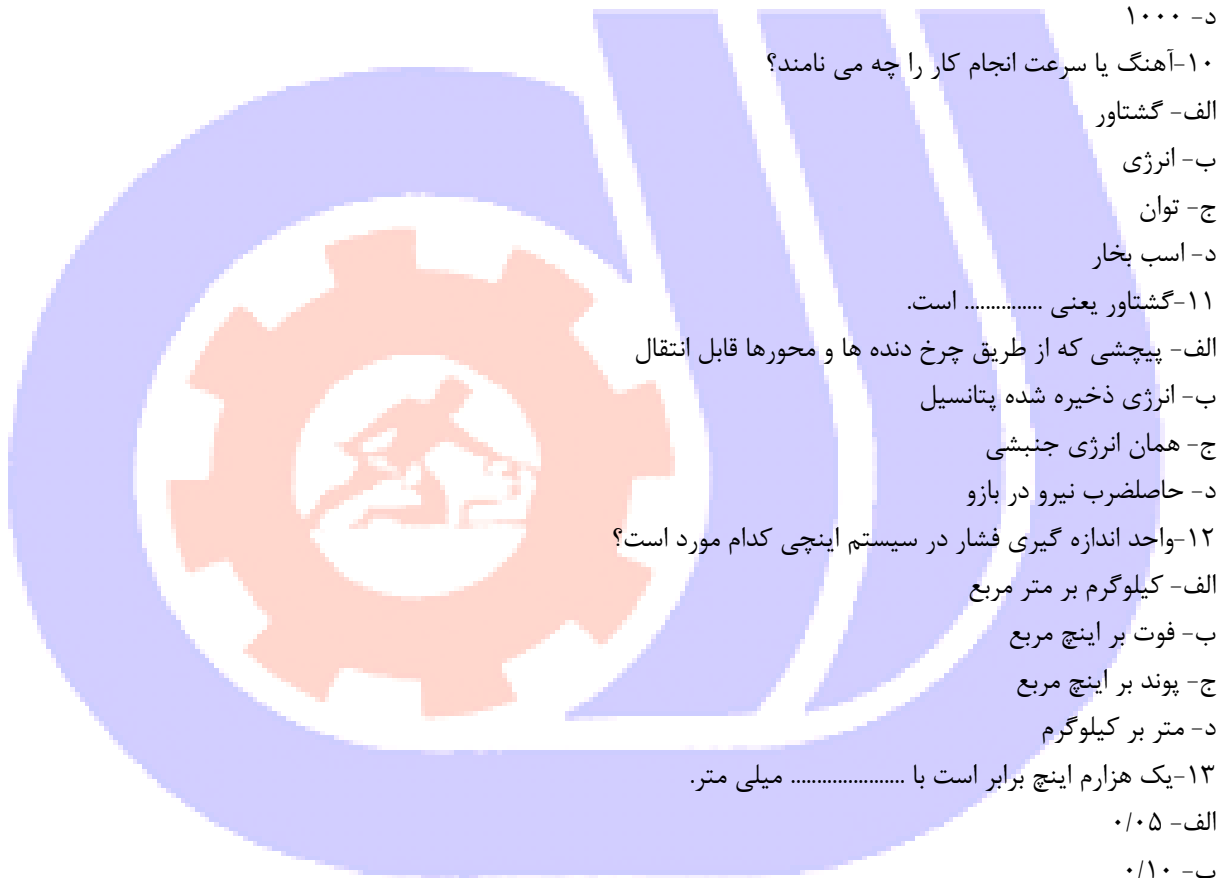 د- ۱۰۰۰
۱۰-آهنگ یا سرعت انجام کار را چه می نامند؟
الف- گشتاور
ب- انرژی
ج- توان
د- اسب بخار
۱۱-گشتاور یعنی ............... است.
الف- پیچشی که از طریق چرخ دنده ها و محورها قابل انتقال
ب- انرژی ذخیره شده پتانسیل
ج- همان انرژی جنبشی
د- حاصلضرب نیرو در بازو
۱۲-واحد اندازه گیری فشار در سیستم اینچی کدام مورد است؟
الف- کیلوگرم بر متر مربع
ب- فوت بر اینچ مربع
ج- پوند بر اینچ مربع
د- متر بر کیلوگرم
۱۳-یک هزارم اینچ برابر است با ...................... میلی متر.
الف- ۰/۰۵
ب- ۰/۱۰